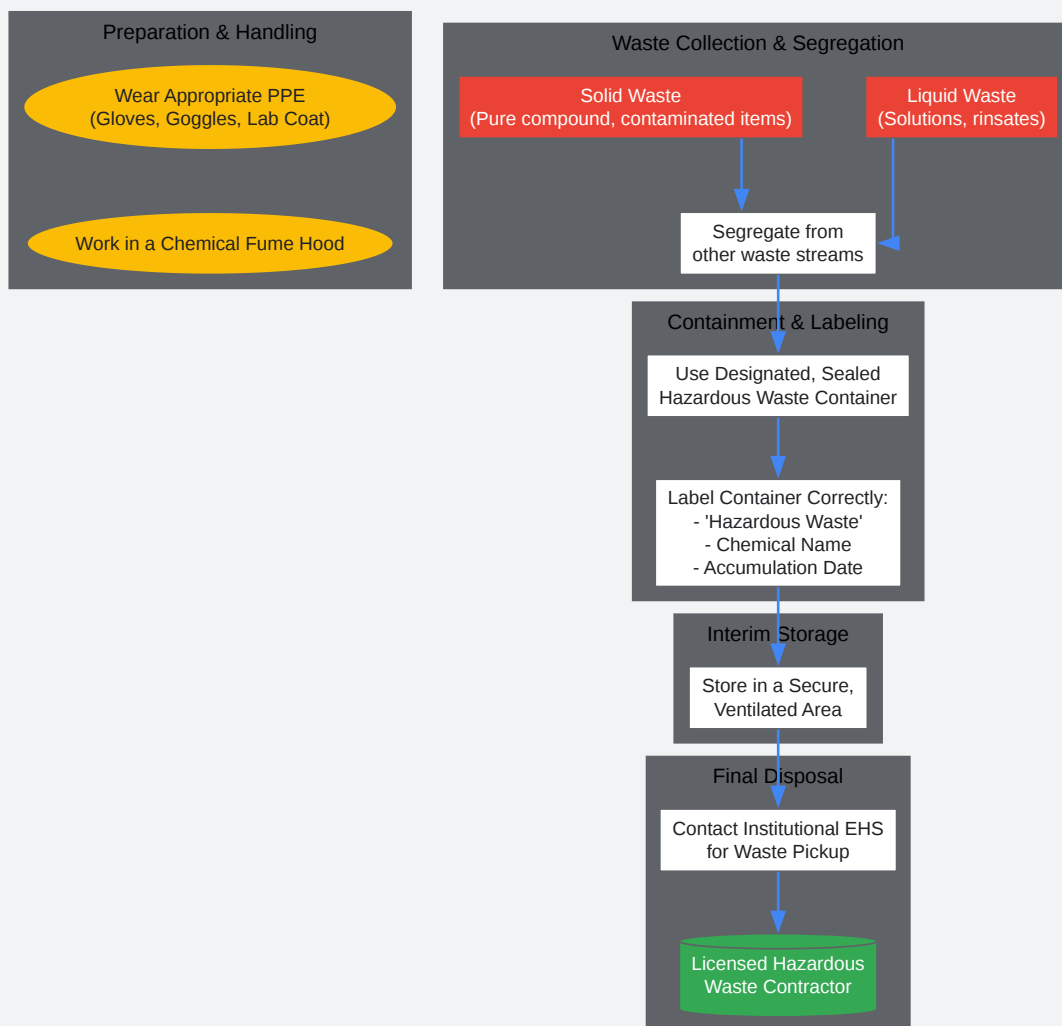 Preparation & Handling
Wear Appropriate PPE
(Gloves, Goggles, Lab Coat)
Work in a Chemical Fume Hood
Waste Collection & Segregation
Solid Waste
(Pure compound, contaminated items)
Liquid Waste
(Solutions, rinsates)
Segregate from
other waste streams
Containment & Labeling
Use Designated, Sealed
Hazardous Waste Container
Label Container Correctly:
- 'Hazardous Waste'
- Chemical Name
- Accumulation Date
Interim Storage
Store in a Secure,
Ventilated Area
Final Disposal
Contact Institutional EHS
for Waste Pickup
Licensed Hazardous
Waste Contractor